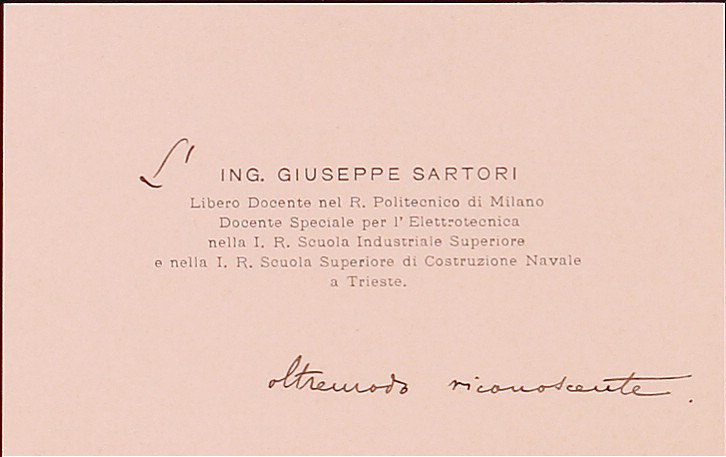 L' ING. GIUSEPPE SARTORI
Libero Docente nel R. Politecnico di Milano
Docente Speciale per l' Elettrotecnica
nella I. R. Scuola Industriale Superiore
e nella I. R. Scuola Superiore di Costruzione Navale
a Trieste.
oltremodo riconoscente.